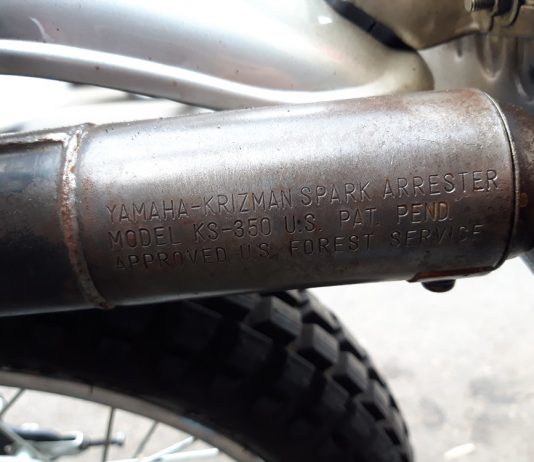 YAMAHA-KRIZMAN SPARK ARRESTER
MODEL KS-350 U.S. PAT. PEND.
APPROVED U.S. FOREST SERVICE